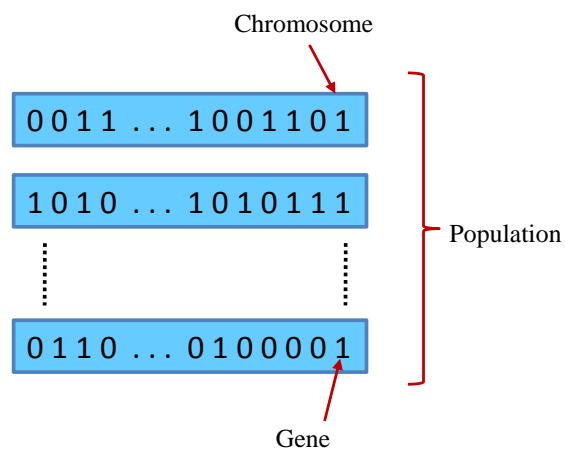 Chromosome
0 0 1 1 ... 1 0 0 1 1 0 1
1 0 1 0 ... 1 0 1 0 1 1 1
Population
0 1 1 0 ... 0 1 0 0 0 0 1
Gene